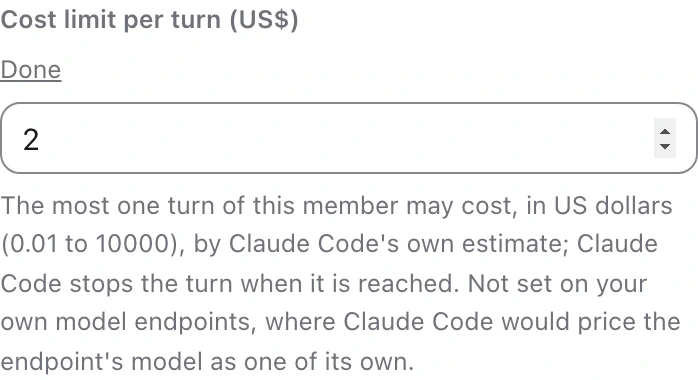 Cost limit per turn (US$)
Done
2
The most one turn of this member may cost, in US dollars
(0.01 to 10000), by Claude Code's own estimate; Claude
Code stops the turn when it is reached. Not set on your
own model endpoints, where Claude Code would price the
endpoint's model as one of its own.